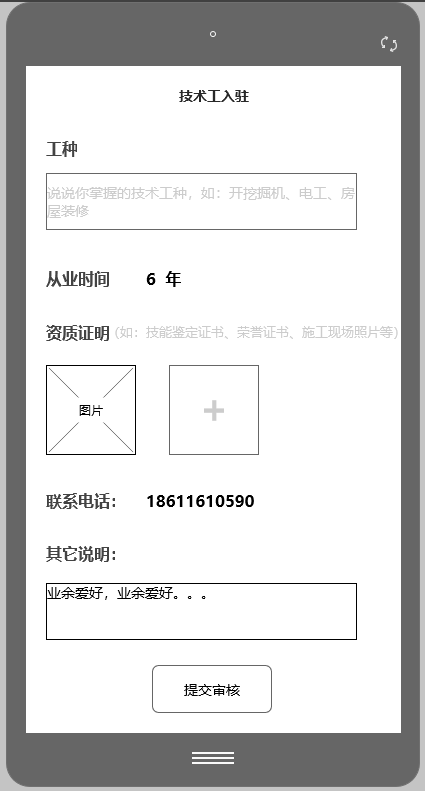 技术工入驻
工种
说说你掌握的技术工种，如：开挖掘机、电工、房
屋装修
从业时间 6 年
资质证明 (如：技能鉴定证书、荣誉证书、施工现场照片等)
图片
+
联系电话： 18611610590
其它说明：
业余爱好，业余爱好。。。
提交审核